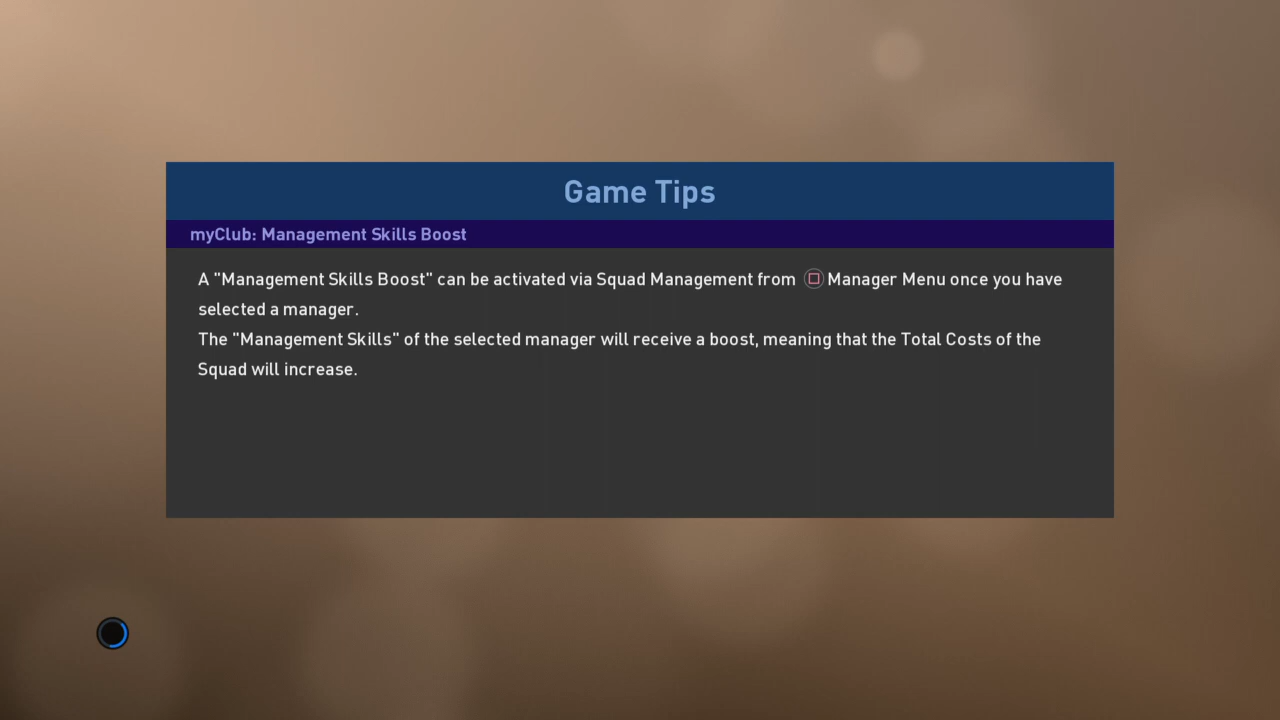 Game Tips
myClub: Management Skills Boost
A "Management Skills Boost" can be activated via Squad Management from Manager Menu once you have
selected a manager.
The "Management Skills" of the selected manager will receive a boost, meaning that the Total Costs of the
Squad will increase.